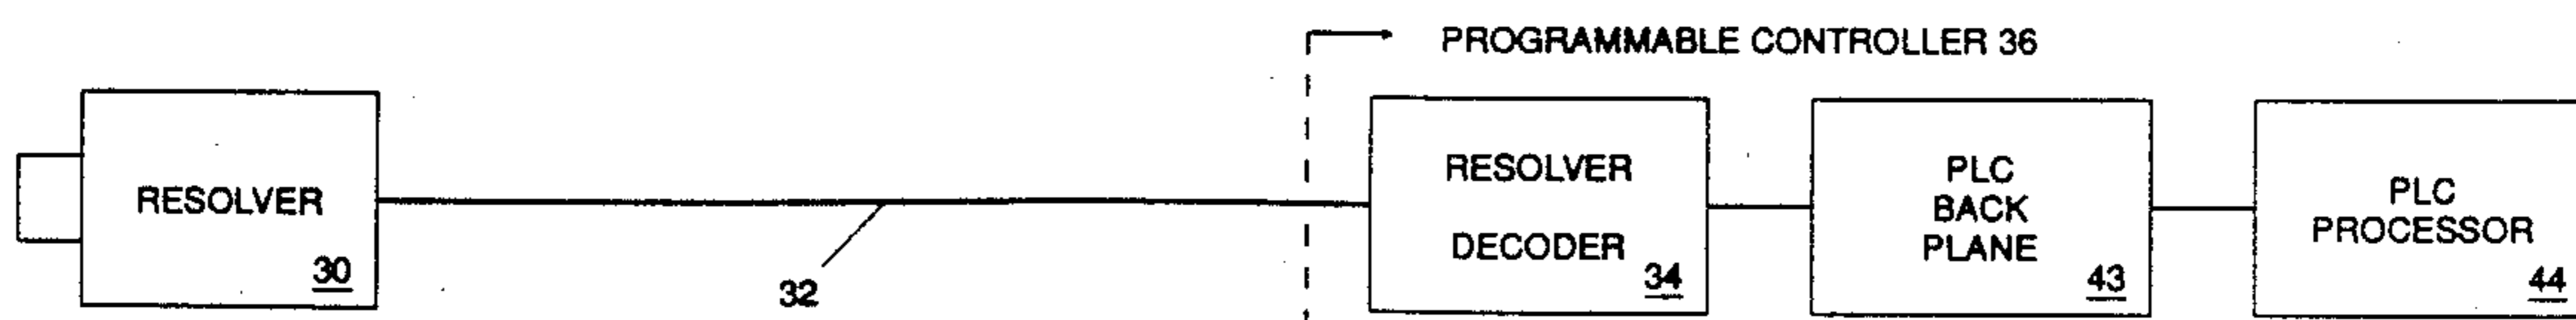 PROGRAMMABLE CONTROLLER 36
RESOLVER
30
32
RESOLVER
DECODER
34
PLC
BACK
PLANE
43
PLC
PROCESSOR
44